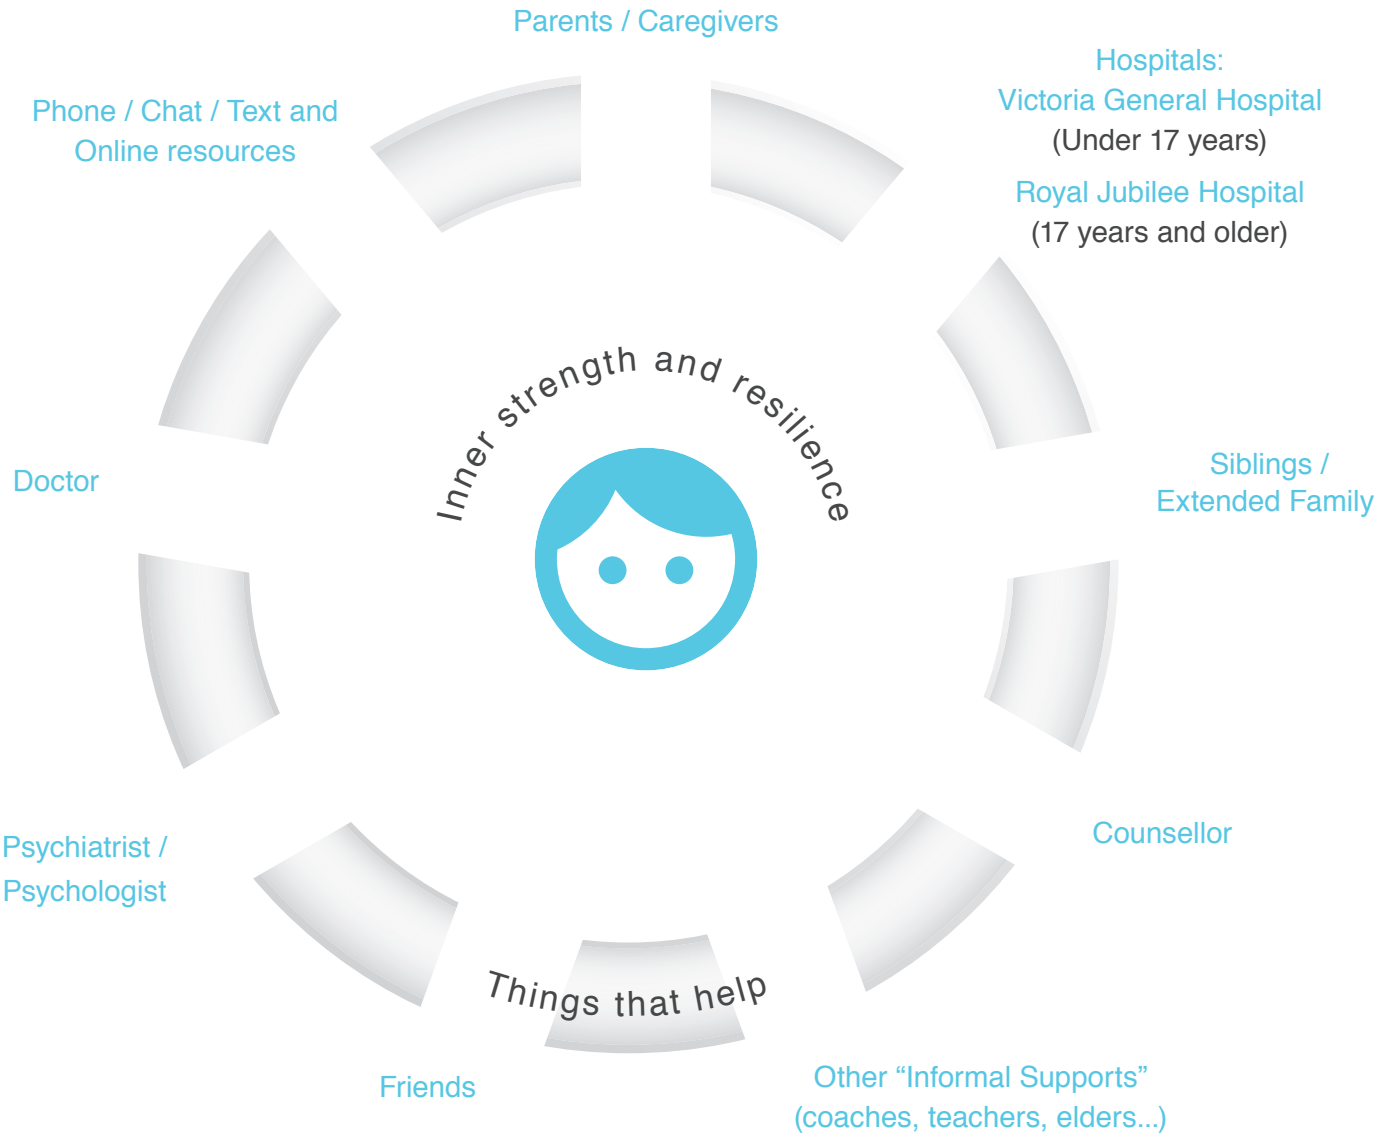 Parents / Caregivers
Hospitals:
Victoria General Hospital
(Under 17 years)
Royal Jubilee Hospital
(17 years and older)
Phone / Chat / Text and
Online resources
Inner strength and resilience
Doctor
Siblings /
Extended Family
Psychiatrist /
Psychologist
Counsellor
Things that help
Friends
Other “Informal Supports”
(coaches, teachers, elders...)